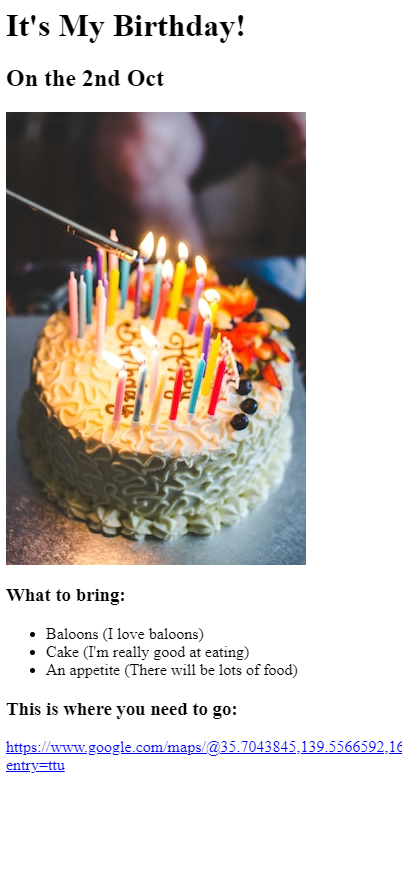 It's My Birthday!
On the 2nd Oct
Happy
Birthday
What to bring:
Baloons (I love baloons)
Cake (I'm really good at eating)
An appetite (There will be lots of food)
This is where you need to go:
https://www.google.com/maps/@35.7043845,139.5566592,16
entry=ttu